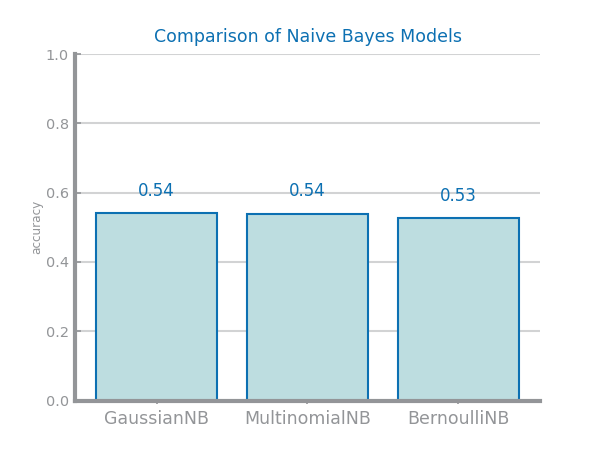 Comparison of Naive Bayes Models
1.0
0.8
0.6
0.4
0.2
0.0
accuracy
0.54
0.54
0.53
GaussianNB
MultinomialNB
BernoulliNB